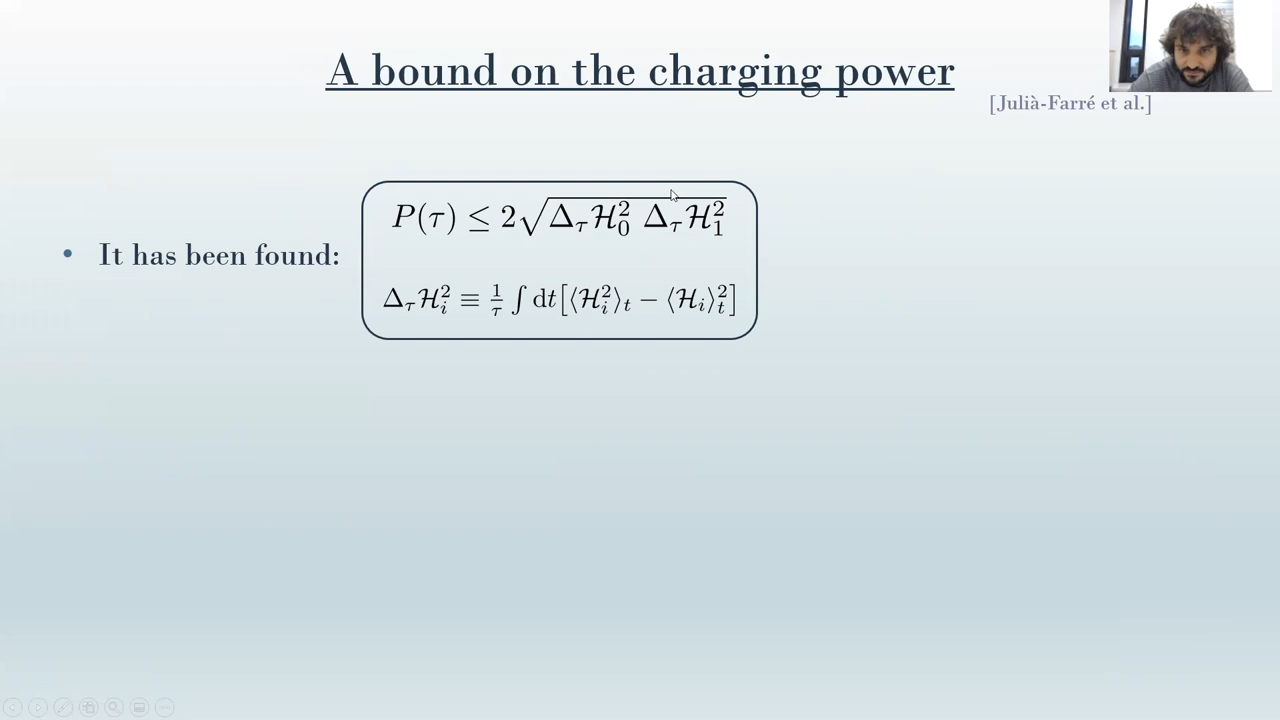 A bound on the charging power
[Julià-Farré et al.]
• It has been found:
P(τ) ≤ 2√(Δ_τ ℋ_0^2 Δ_τ ℋ_1^2)
Δ_τ ℋ_i^2 ≡ 1/τ ∫ dt[⟨ℋ_i^2⟩_t − ⟨ℋ_i⟩_t^2]